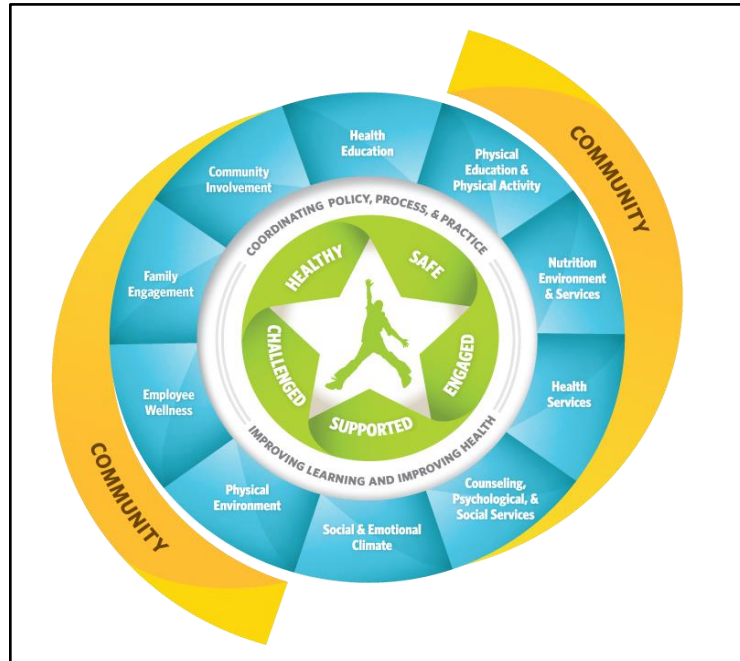 COMMUNITY
Health
Education
Physical
Education &
Physical Activity
Nutrition
Environment
& Services
Health
Services
Counseling,
Psychological, &
Social Services
Social & Emotional
Climate
Physical
Environment
Employee
Wellness
Family
Engagement
Community
Involvement
COORDINATING POLICY, PROCESS, & PRACTICE
IMPROVING LEARNING AND IMPROVING HEALTH
HEALTHY
SAFE
ENGAGED
SUPPORTED
CHALLENGED
COMMUNITY